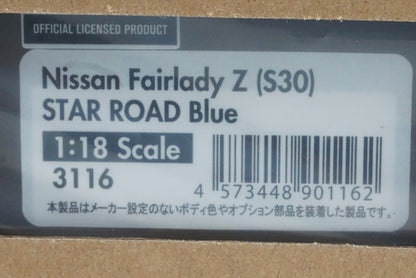 OFFICIAL LICENSED PRODUCT
Nissan Fairlady Z (S30)
STAR ROAD Blue
1:18 Scale
3116
4 573448 901162
本製品はメーカー設定のないボディ色やオプション部品を装着した製品です。